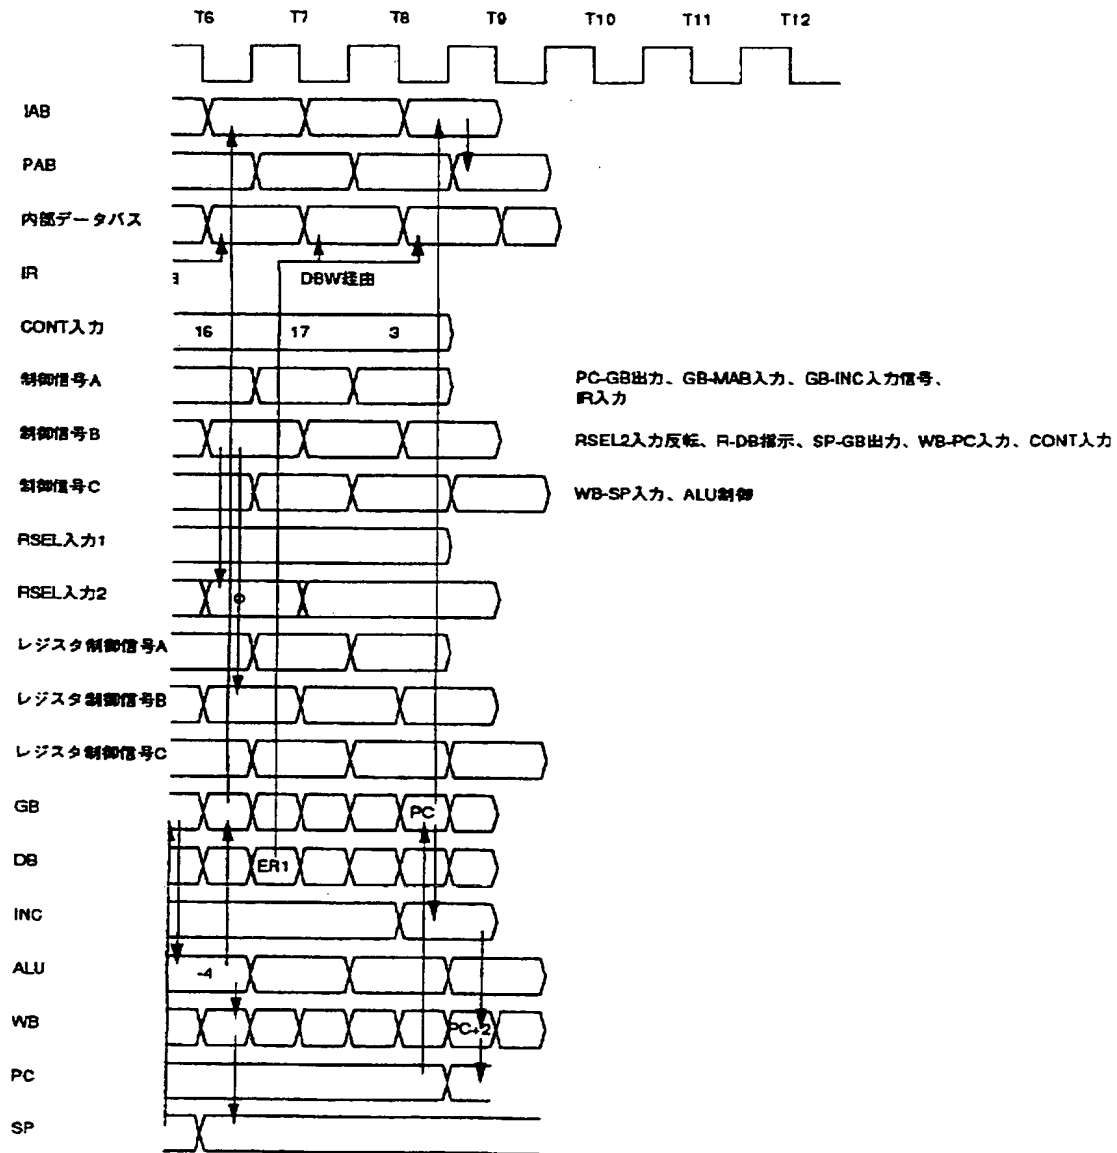 T6 T7 T8 T9 T10 T11 T12
IAB
PAB
内部データバス
IR
DBW経由
CONT入力 16 17 3
制御信号A
PC-GB出力、GB-MAB入力、GB-INC入力信号、
IR入力
制御信号B
RSEL2入力反転、R-DB指示、SP-GB出力、WB-PC入力、CONT入力
制御信号C
WB-SP入力、ALU制御
RSEL入力1
RSEL入力2
レジスタ制御信号A
レジスタ制御信号B
レジスタ制御信号C
GB PC
DB ER1
INC
ALU -4
WB PC+2
PC
SP